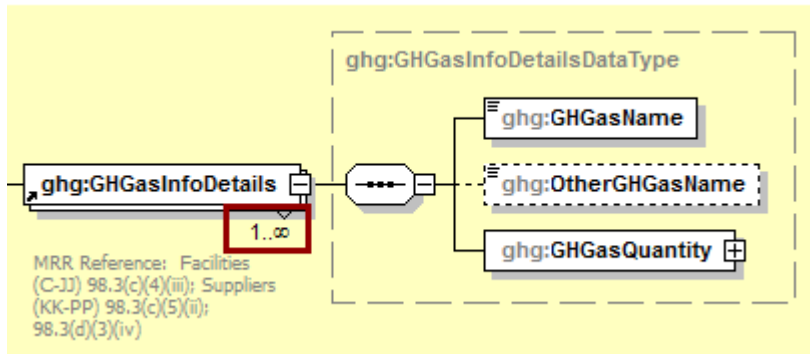 ghg:GHGasInfoDetailsDataType
ghg:GHGasName
ghg:GHGasInfoDetails
ghg:OtherGHGasName
1..∞
ghg:GHGasQuantity
MRR Reference: Facilities
(C-JJ) 98.3(c)(4)(iii); Suppliers
(KK-PP) 98.3(c)(5)(ii);
98.3(d)(3)(iv)